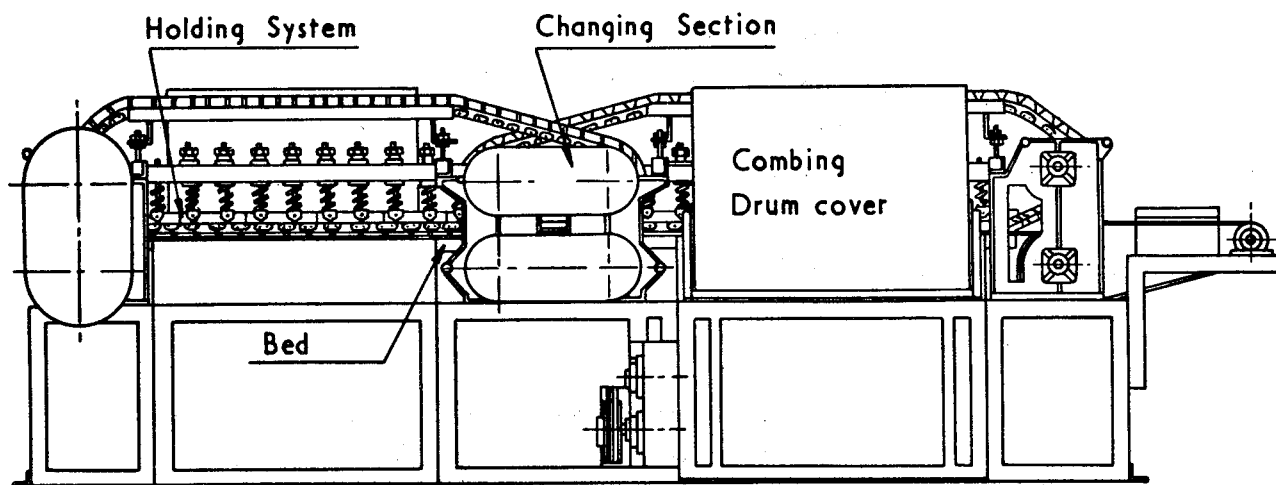 Holding System
Changing Section
Combing
Drum cover
Bed